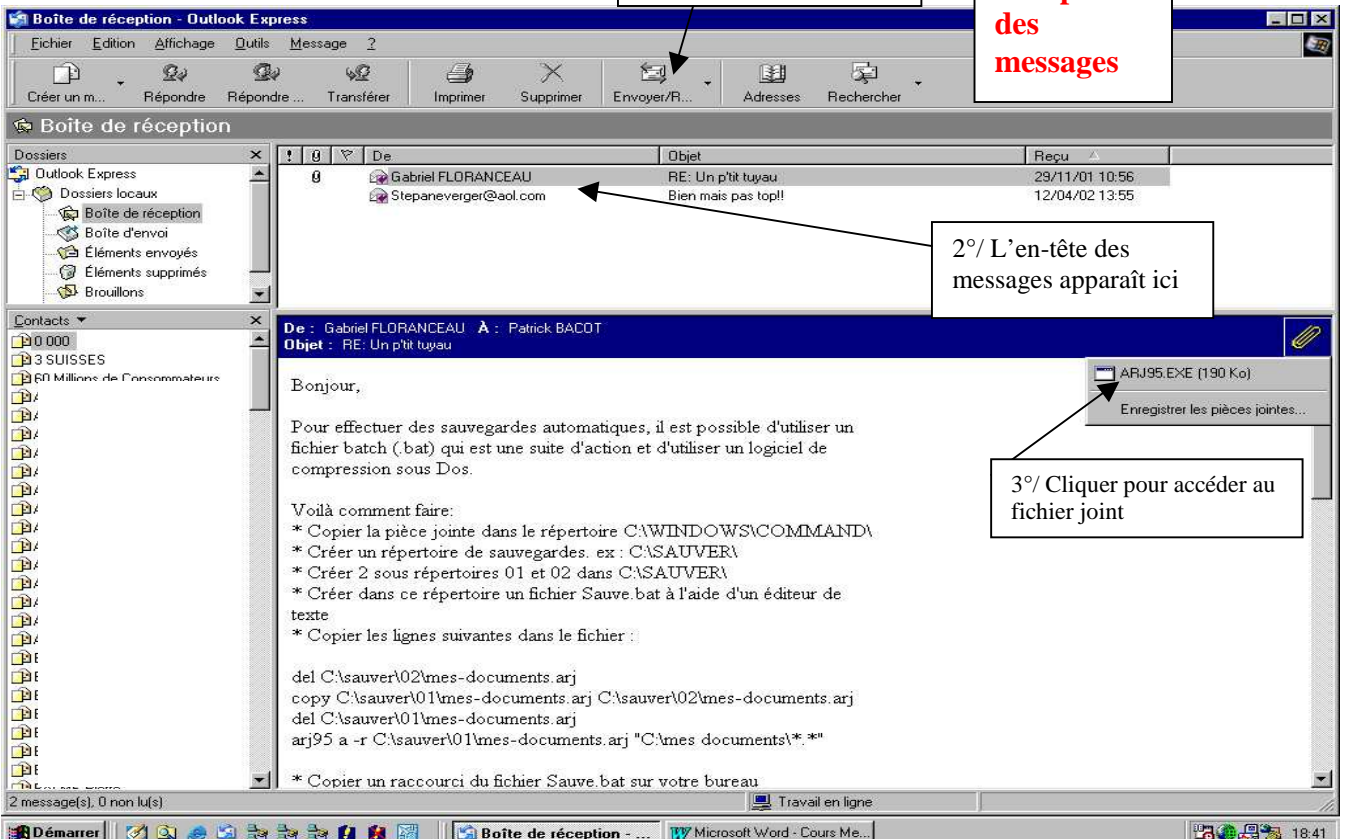 des
messages
Boîte de réception - Outlook Express
Fichier Edition Affichage Outils Message ?
Créer un m... Répondre Répondre ... Transférer Imprimer Supprimer Envoyer/R... Adresses Rechercher
Boîte de réception
Dossiers
Outlook Express
Dossiers locaux
Boîte de réception
Boîte d'envoi
Éléments envoyés
Éléments supprimés
Brouillons
! De Objet Reçu
Gabriel FLORANCEAU RE: Un p'tit tuyau 29/11/01 10:56
Stepaneverger@aol.com Bien mais pas top!! 12/04/02 13:55
2°/ L'en-tête des
messages apparaît ici
Contacts
0 000
3 SUISSES
60 Millions de Consommateurs
De : Gabriel FLORANCEAU À : Patrick BACOT
Objet : RE: Un p'tit tuyau
ARJ95.EXE (190 Ko)
Enregistrer les pièces jointes...
3°/ Cliquer pour accéder au
fichier joint
Bonjour,
Pour effectuer des sauvegardes automatiques, il est possible d'utiliser un
fichier batch (.bat) qui est une suite d'action et d'utiliser un logiciel de
compression sous Dos.
Voilà comment faire:
* Copier la pièce jointe dans le répertoire C:\WINDOWS\COMMAND\
* Créer un répertoire de sauvegardes. ex : C:\SAUVER\
* Créer 2 sous répertoires 01 et 02 dans C:\SAUVER\
* Créer dans ce répertoire un fichier Sauve.bat à l'aide d'un éditeur de
texte
* Copier les lignes suivantes dans le fichier :
del C:\sauver\02\mes-documents.arj
copy C:\sauver\01\mes-documents.arj C:\sauver\02\mes-documents.arj
del C:\sauver\01\mes-documents.arj
arj95 a -r C:\sauver\01\mes-documents.arj "C:\mes documents\*.*"
* Copier un raccourci du fichier Sauve.bat sur votre bureau
2 message(s), 0 non lu(s) Travail en ligne
Démarrer Boîte de réception - ... Microsoft Word - Cours Me... 18:41